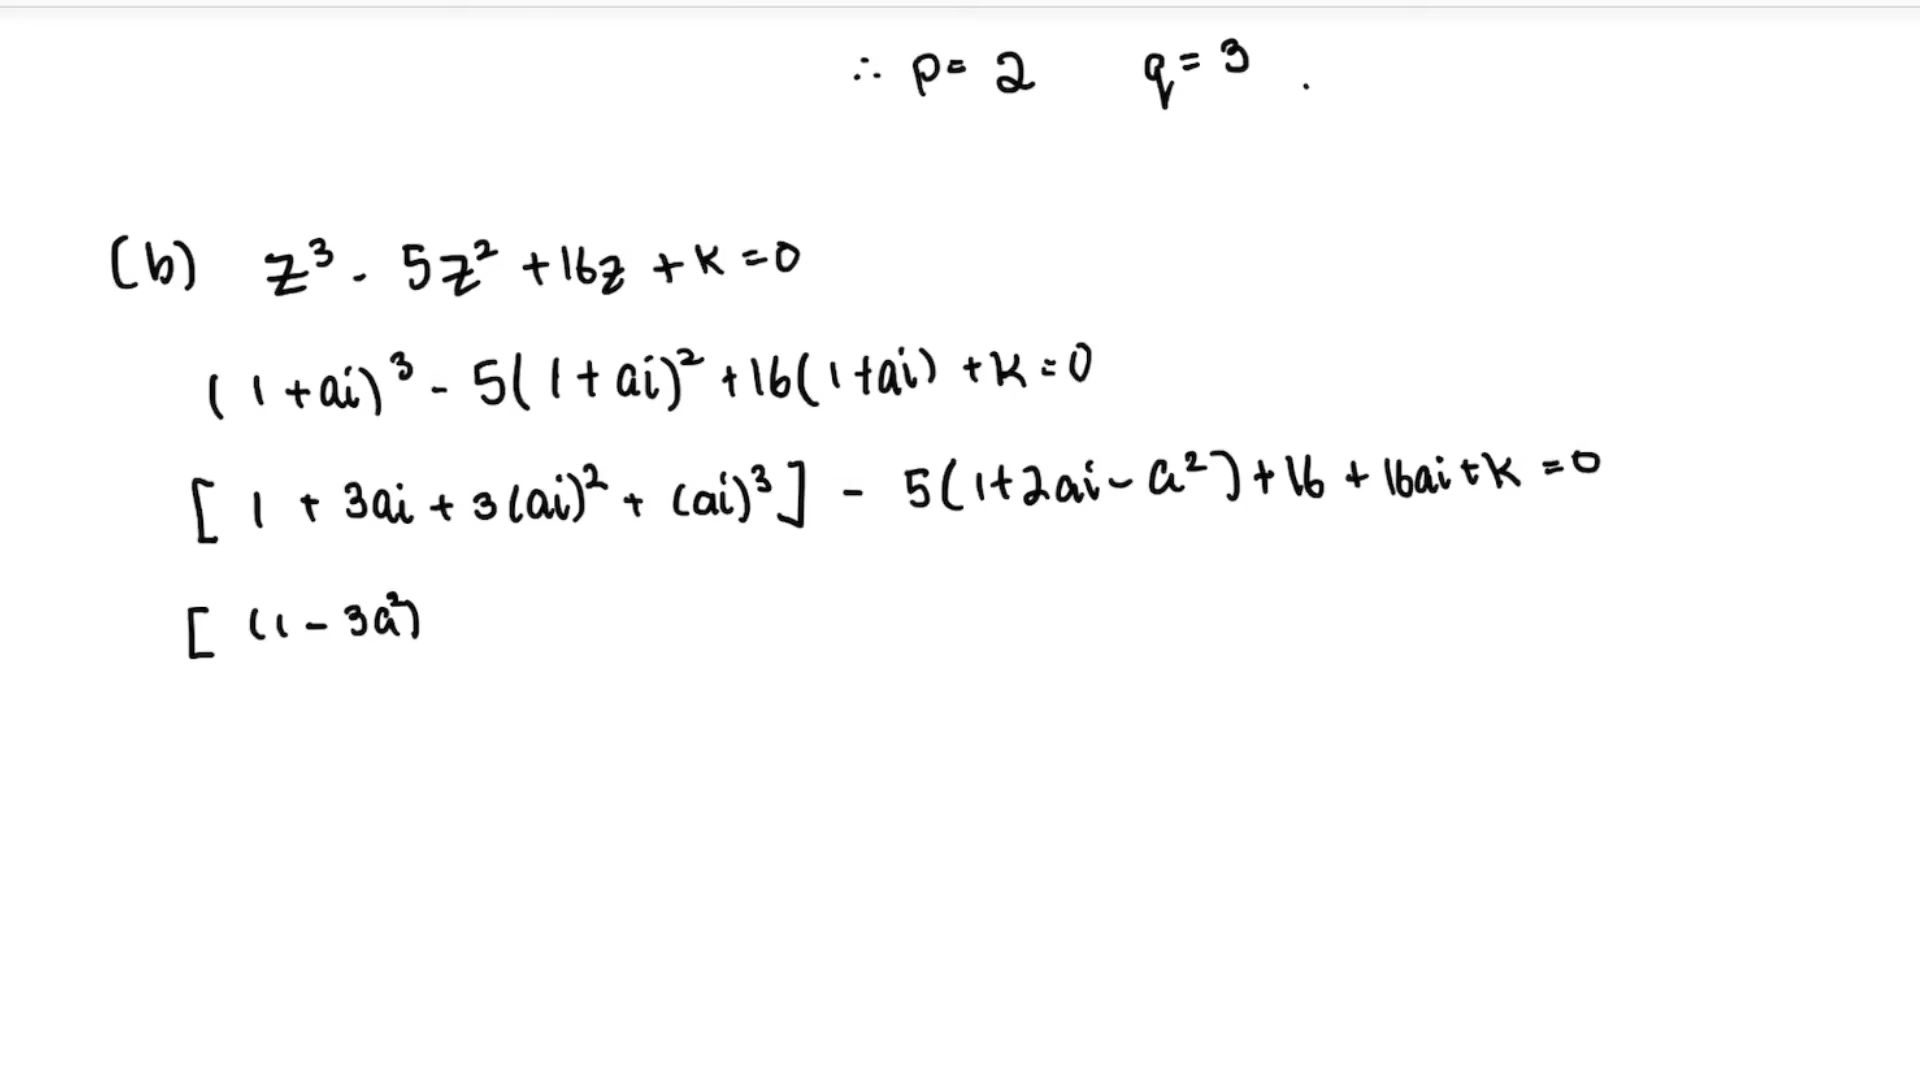 ∴ p = 2 q = 3 .
(b) z³ - 5z² + 16z + k = 0
(1 + ai)³ - 5(1 + ai)² + 16(1 + ai) + k = 0
[ 1 + 3ai + 3(ai)² + (ai)³ ] - 5(1 + 2ai - a²) + 16 + 16ai + k = 0
[ (1 - 3a²)